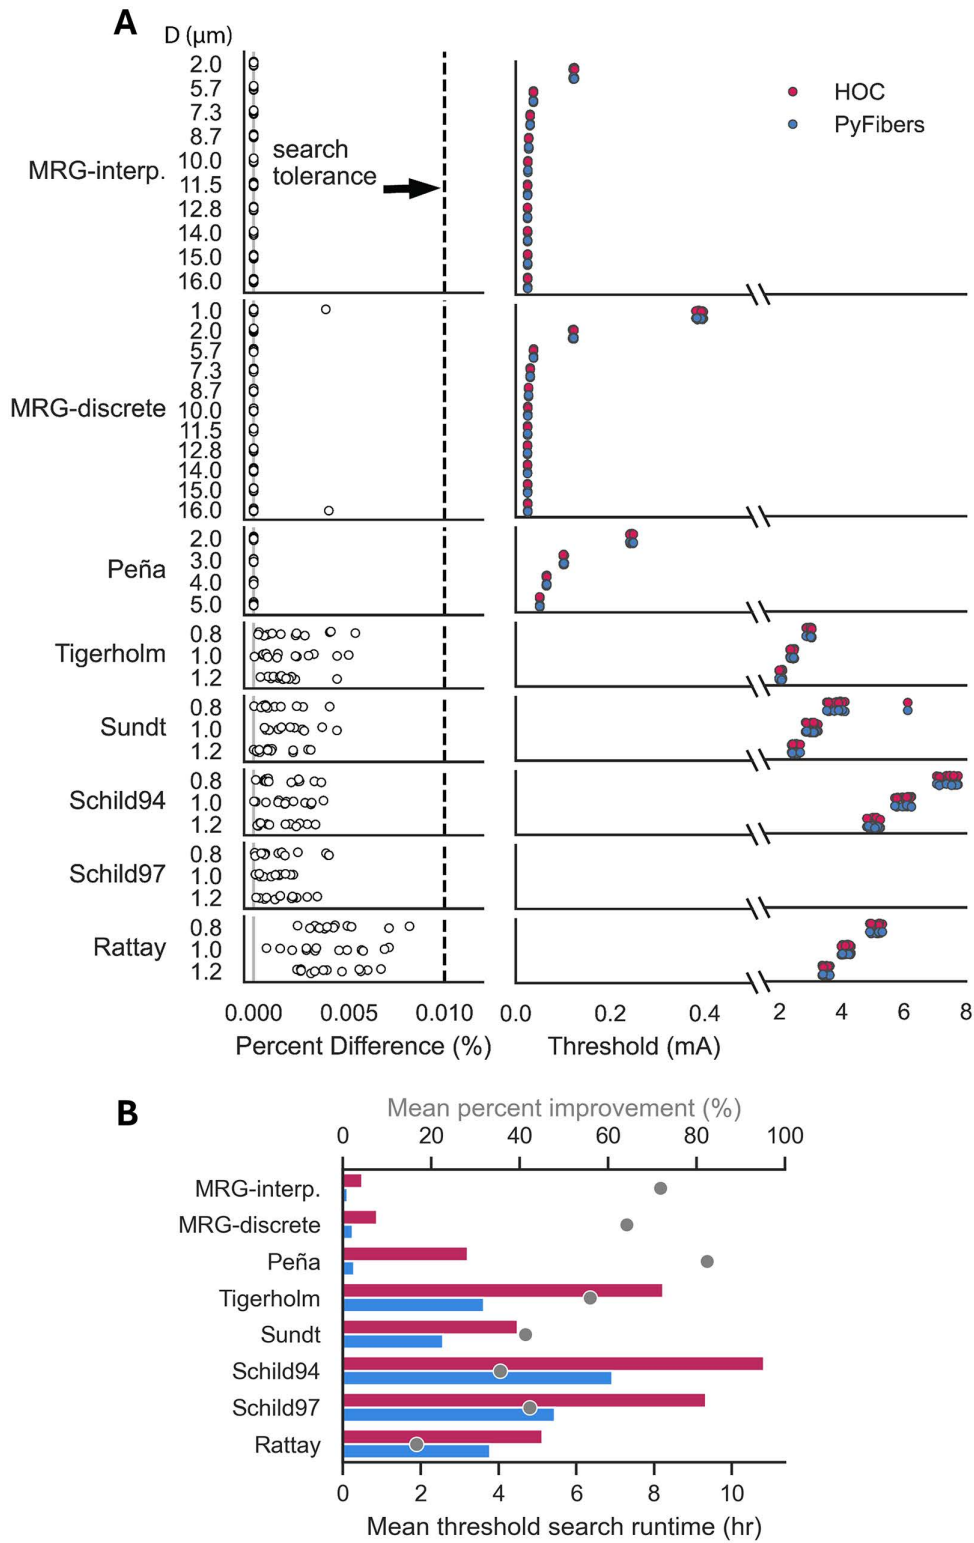 A
D (μm)
MRG-interp.
2.0
5.7
7.3
8.7
10.0
11.5
12.8
14.0
15.0
16.0
search
tolerance
HOC
PyFibers
MRG-discrete
1.0
2.0
5.7
7.3
8.7
10.0
11.5
12.8
14.0
15.0
16.0
Peña
2.0
3.0
4.0
5.0
Tigerholm
0.8
1.0
1.2
Sundt
0.8
1.0
1.2
Schild94
0.8
1.0
1.2
Schild97
0.8
1.0
1.2
Rattay
0.8
1.0
1.2
0.000 0.005 0.010
Percent Difference (%)
0.0 0.2 0.4 2 4 6 8
Threshold (mA)
B
Mean percent improvement (%)
0 20 40 60 80 100
MRG-interp.
MRG-discrete
Peña
Tigerholm
Sundt
Schild94
Schild97
Rattay
0 2 4 6 8 10
Mean threshold search runtime (hr)